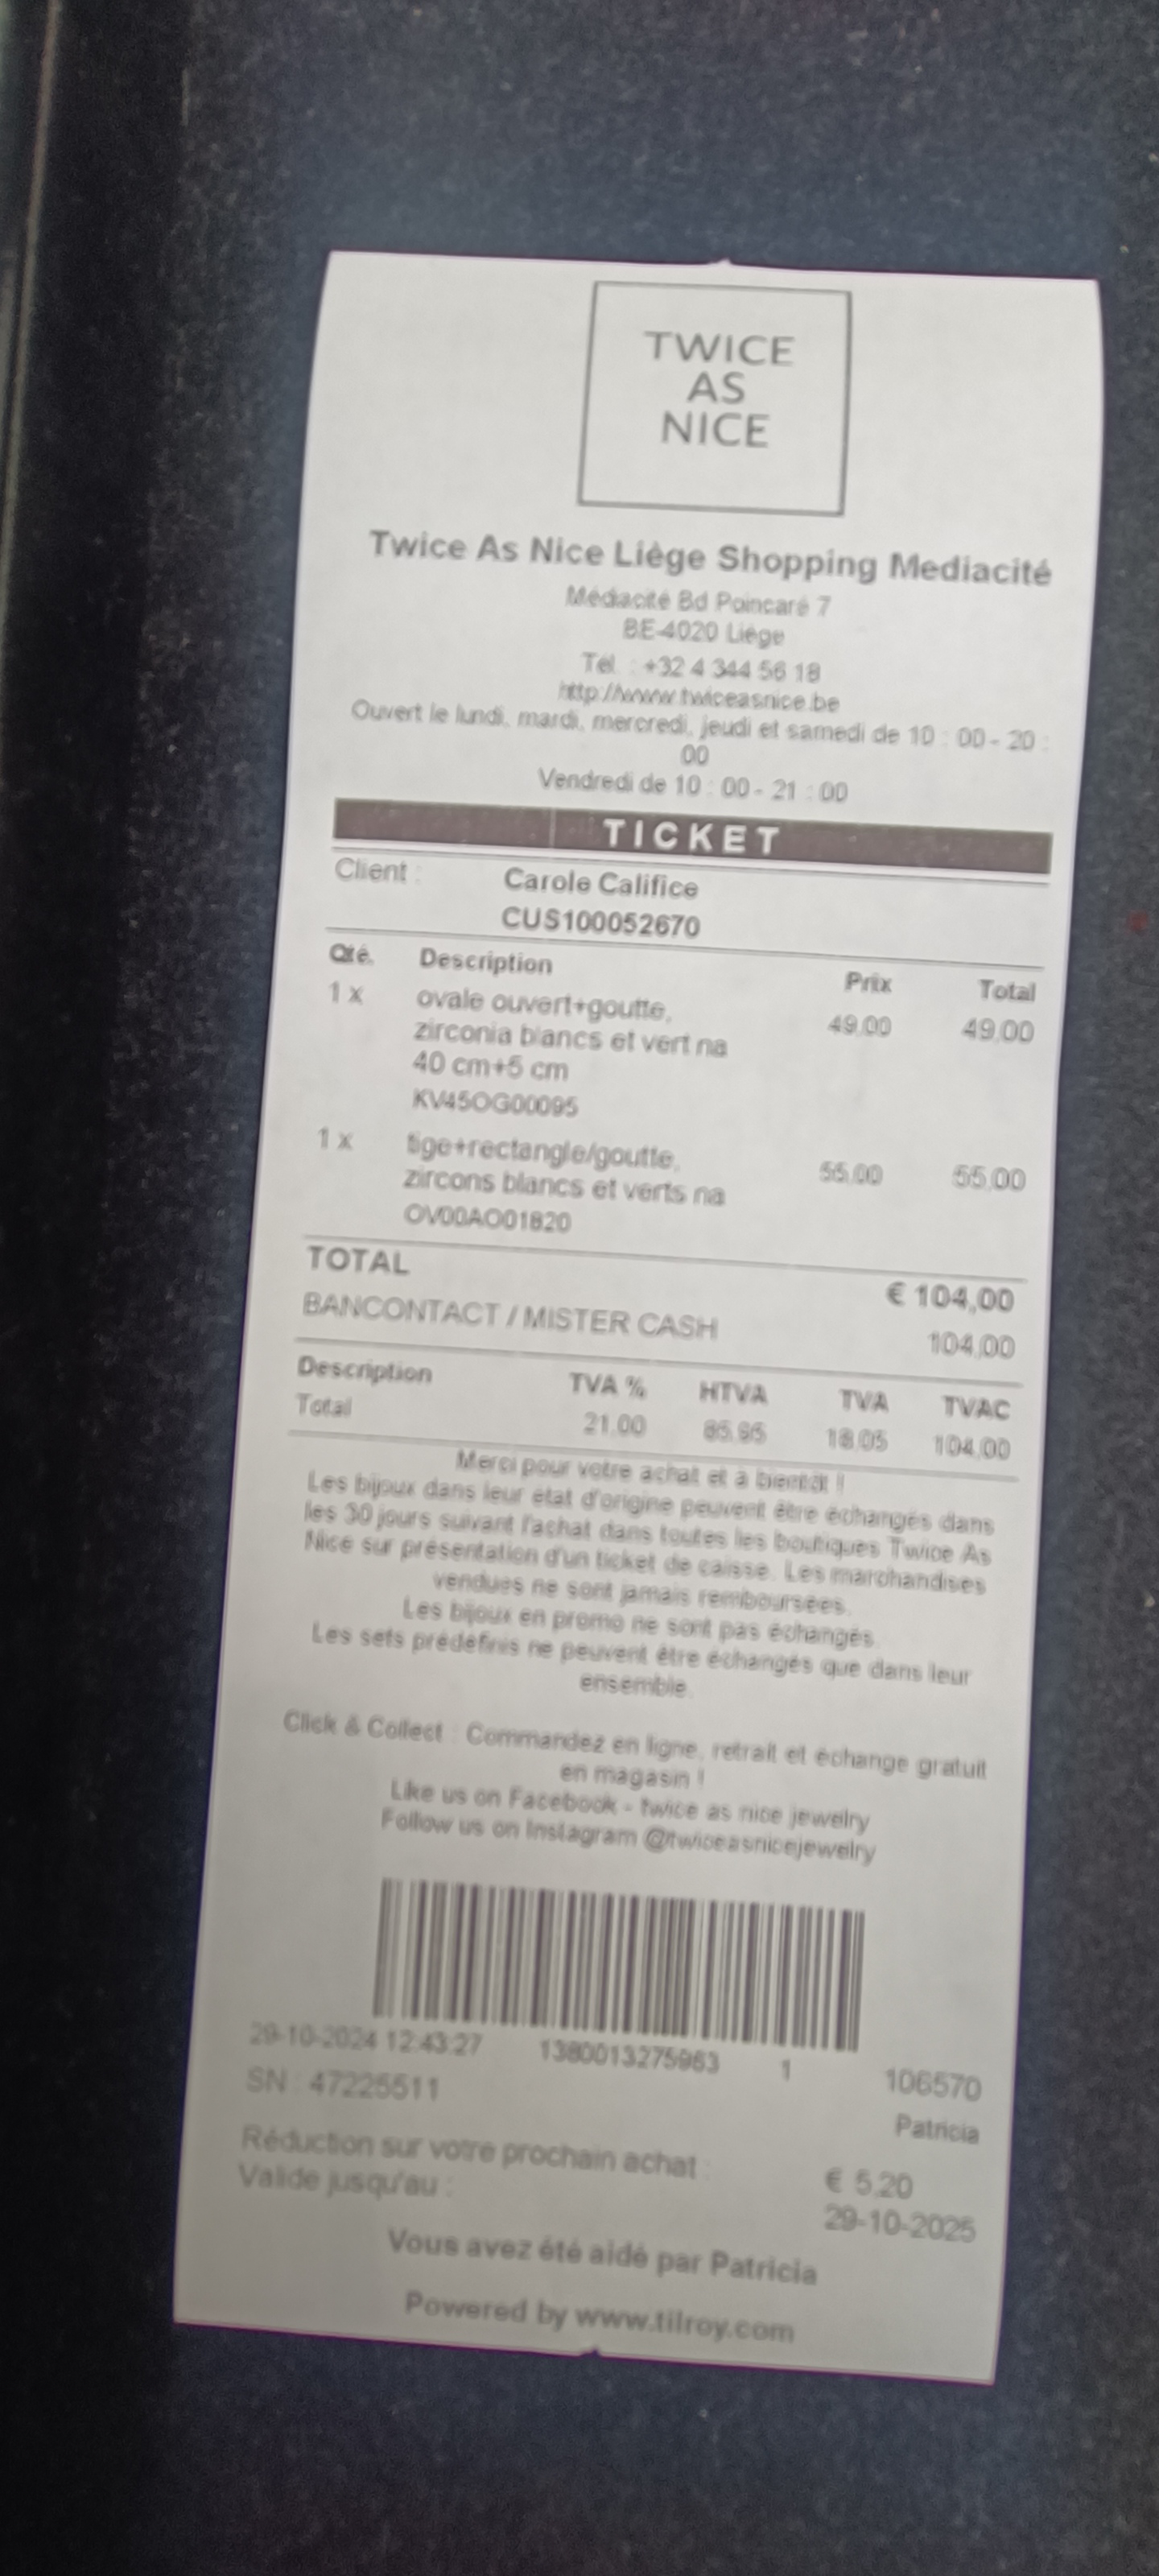 TWICE
AS
NICE
Twice As Nice Liège Shopping Mediacité
Médiacité Bd Poincaré 7
BE-4020 Liège
Tél. : +32 4 344 56 18
http://www.twiceasnice.be
Ouvert le lundi, mardi, mercredi, jeudi et samedi de 10 : 00 - 20 :
00
Vendredi de 10 : 00 - 21 : 00
TICKET
Client : Carole Califice
CUS100052670
Qté. Description Prix Total
1 x ovale ouvert+goutte, 49,00 49,00
zirconia blancs et vert na
40 cm+5 cm
KV45OG00095
1 x tige+rectangle/goutte, 55,00 55,00
zircons blancs et verts na
OV00AO01820
TOTAL € 104,00
BANCONTACT / MISTER CASH 104,00
Description TVA % HTVA TVA TVAC
Total 21.00 85,95 18,05 104,00
Merci pour votre achat et à bientôt !!
Les bijoux dans leur état d'origine peuvent être échangés dans
les 30 jours suivant l'achat dans toutes les boutiques Twice As
Nice sur présentation d'un ticket de caisse. Les marchandises
vendues ne sont jamais remboursées.
Les bijoux en promo ne sont pas échangés.
Les sets prédéfinis ne peuvent être échangés que dans leur
ensemble.
Click & Collect : Commandez en ligne, retrait et échange gratuit
en magasin !
Like us on Facebook - twice as nice jewelry
Follow us on Instagram @twiceasnicejewelry
29-10-2024 12:43:27 1380013275963 1 106570
SN : 47225511 Patricia
Réduction sur votre prochain achat : € 5,20
Valide jusqu'au : 29-10-2025
Vous avez été aidé par Patricia
Powered by www.tilroy.com